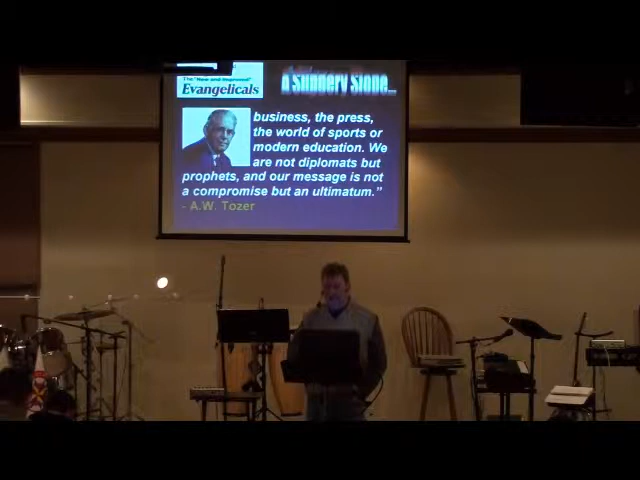 The "New and Improved"
Evangelicals
A Slippery Slope...
business, the press,
the world of sports or
modern education. We
are not diplomats but
prophets, and our message is not
a compromise but an ultimatum."
- A.W. Tozer